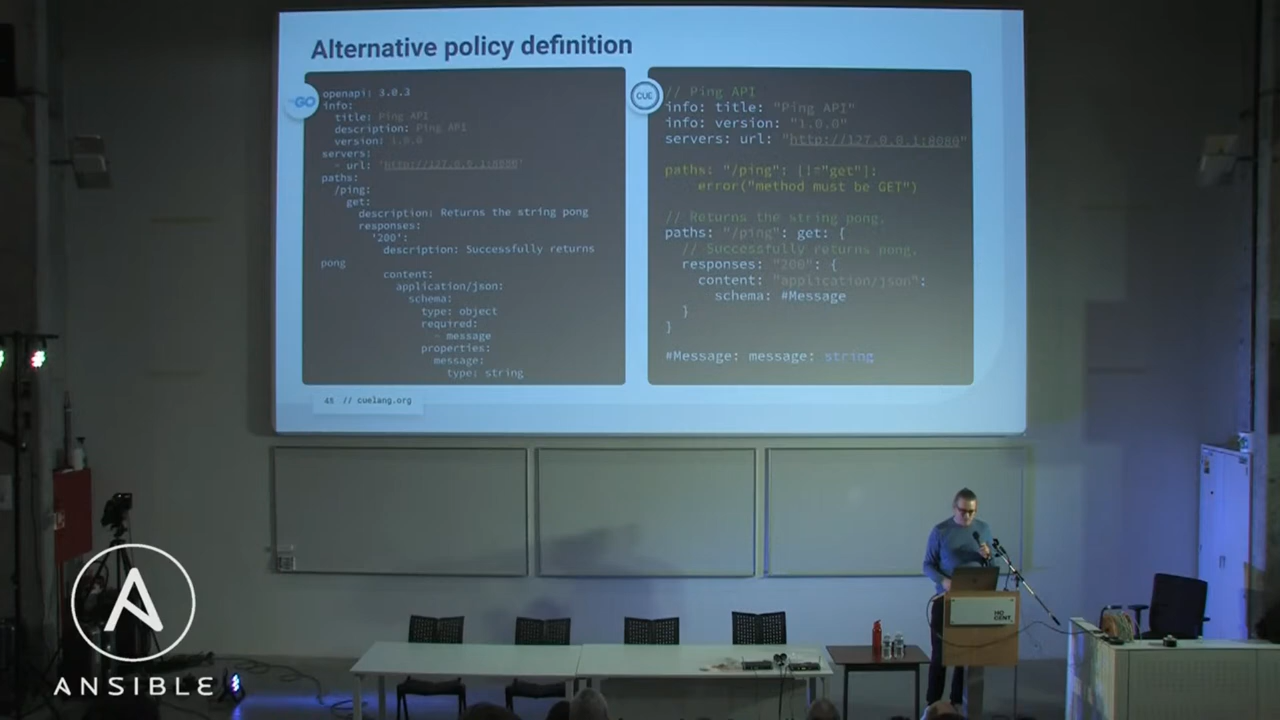 Alternative policy definition
GO
openapi: 3.0.3
info:
title: Ping API
description: Ping API
version: 1.0.0
servers:
- url: 'http://127.0.0.1:8080'
paths:
/ping:
get:
description: Returns the string pong
responses:
'200':
description: Successfully returns
pong
content:
application/json:
schema:
type: object
required:
- message
properties:
message:
type: string
CUE
// Ping API
info: title: "Ping API"
info: version: "1.0.0"
servers: url: "http://127.0.0.1:8080"
paths: "/ping": [!="get"]:
error("method must be GET")
// Returns the string pong.
paths: "/ping": get: {
// Successfully returns pong.
responses: "200": {
content: "application/json":
schema: #Message
}
}
#Message: message: string
48 // cuelang.org
HO
GENT
ANSIBLE